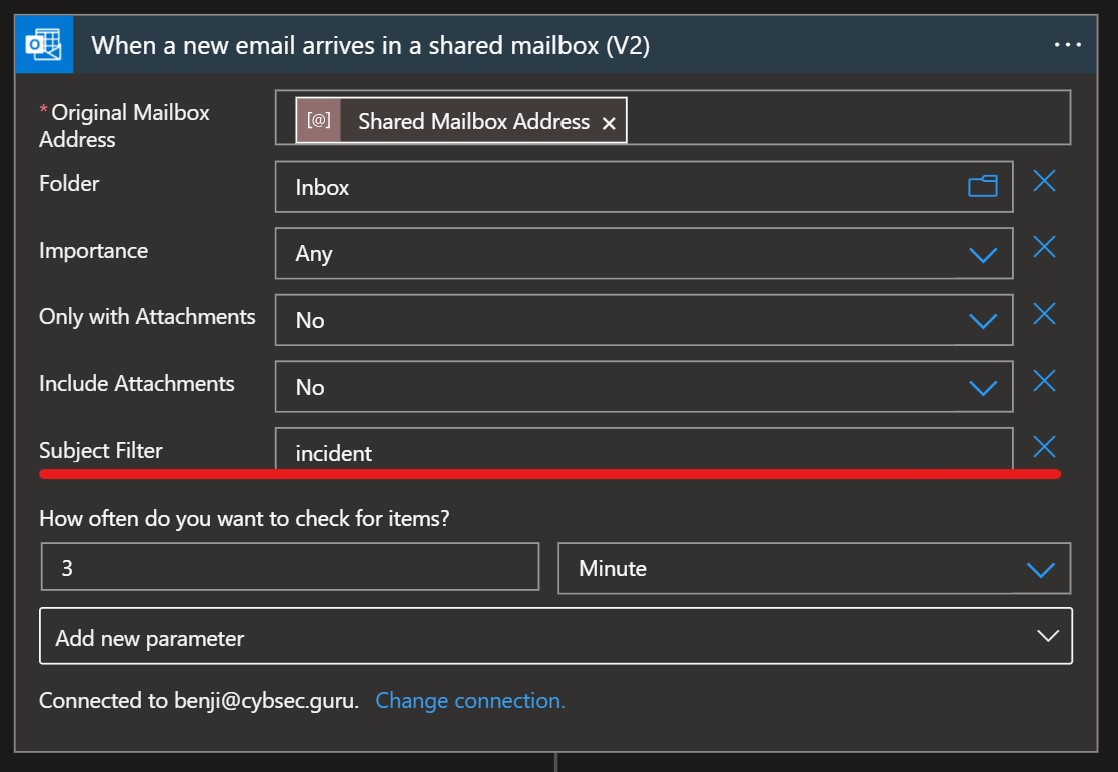 When a new email arrives in a shared mailbox (V2)
* Original Mailbox
Address
[@] Shared Mailbox Address ×
Folder Inbox
Importance Any
Only with Attachments No
Include Attachments No
Subject Filter incident
How often do you want to check for items?
3 Minute
Add new parameter
Connected to benji@cybsec.guru. Change connection.